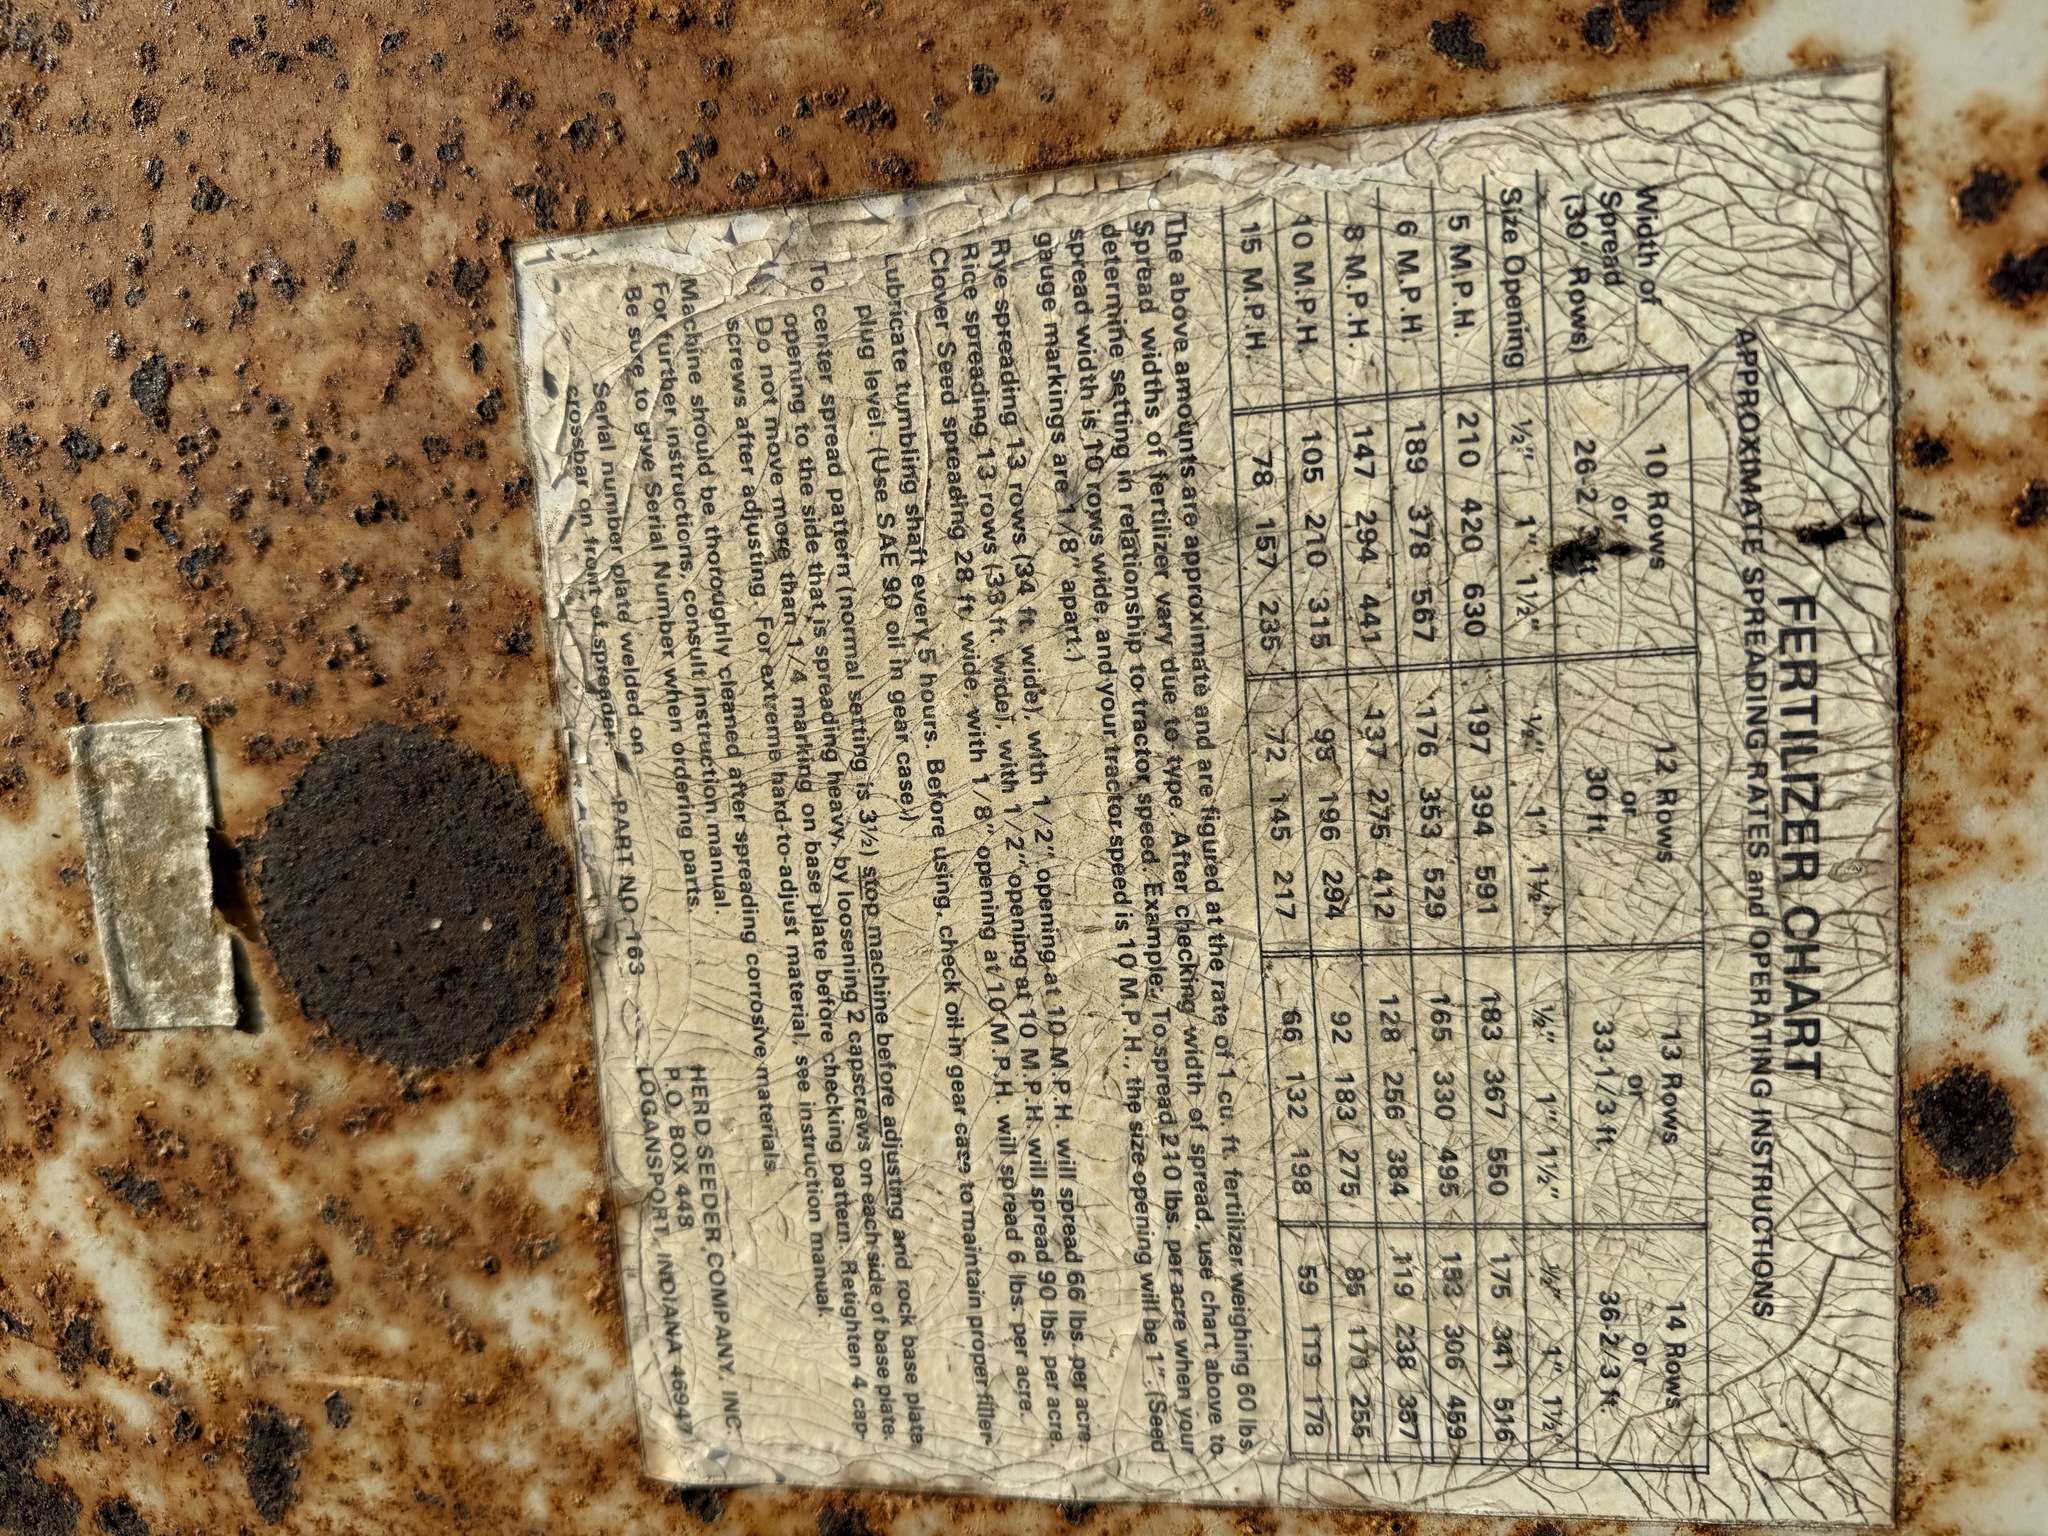 FERTILIZER CHART
APPROXIMATE SPREADING RATES and OPERATING INSTRUCTIONS
Width of Spread (30" Rows) 10 Rows or 26-2/3 ft. 12 Rows or 30 ft. 13 Rows or 33-1/3 ft. 14 Rows or 36-2/3 ft.
Size Opening ½" 1" 1½" ½" 1" 1½" ½" 1" 1½" ½" 1" 1½"
5 M.P.H. 210 420 630 197 394 591 183 367 550 175 341 516
6 M.P.H. 189 378 567 176 353 529 165 330 495 153 306 459
8 M.P.H. 147 294 441 137 275 412 128 256 384 119 238 357
10 M.P.H. 105 210 315 98 196 294 92 183 275 85 170 255
15 M.P.H. 78 157 235 72 145 217 66 132 198 59 119 178
The above amounts are approximate and are figured at the rate of 1 cu. ft. fertilizer weighing 60 lbs.
Spread widths of fertilizer vary due to type. After checking width of spread, use chart above to
determine setting in relationship to tractor speed. Example: To spread 210 lbs. per acre when your
spread width is 10 rows wide, and your tractor speed is 10 M.P.H., the size opening will be 1". (Seed
gauge markings are 1/8" apart.)
Rye spreading 13 rows (34 ft. wide), with 1/2" opening at 10 M.P.H. will spread 66 lbs. per acre.
Rice spreading 13 rows (33 ft. wide), with 1/2" opening at 10 M.P.H. will spread 90 lbs. per acre.
Clover Seed spreading 28 ft. wide, with 1/8" opening at 10 M.P.H. will spread 6 lbs. per acre.
Lubricate tumbling shaft every 5 hours. Before using, check oil in gear case to maintain proper filler
plug level. (Use SAE 90 oil in gear case.)
To center spread pattern (normal setting is 3½) stop machine before adjusting and rock base plate
opening to the side that is spreading heavy, by loosening 2 capscrews on each side of base plate.
Do not move more than 1/4 marking on base plate before checking pattern. Retighten 4 cap-
screws after adjusting. For extreme hard-to-adjust material, see instruction manual.
Machine should be thoroughly cleaned after spreading corrosive materials.
For further instructions, consult instruction manual.
Be sure to give Serial Number when ordering parts.
Serial number plate welded on
crossbar on front of spreader.
PART NO. 163
HERD SEEDER COMPANY, INC.
P.O. BOX 448
LOGANSPORT, INDIANA 46947